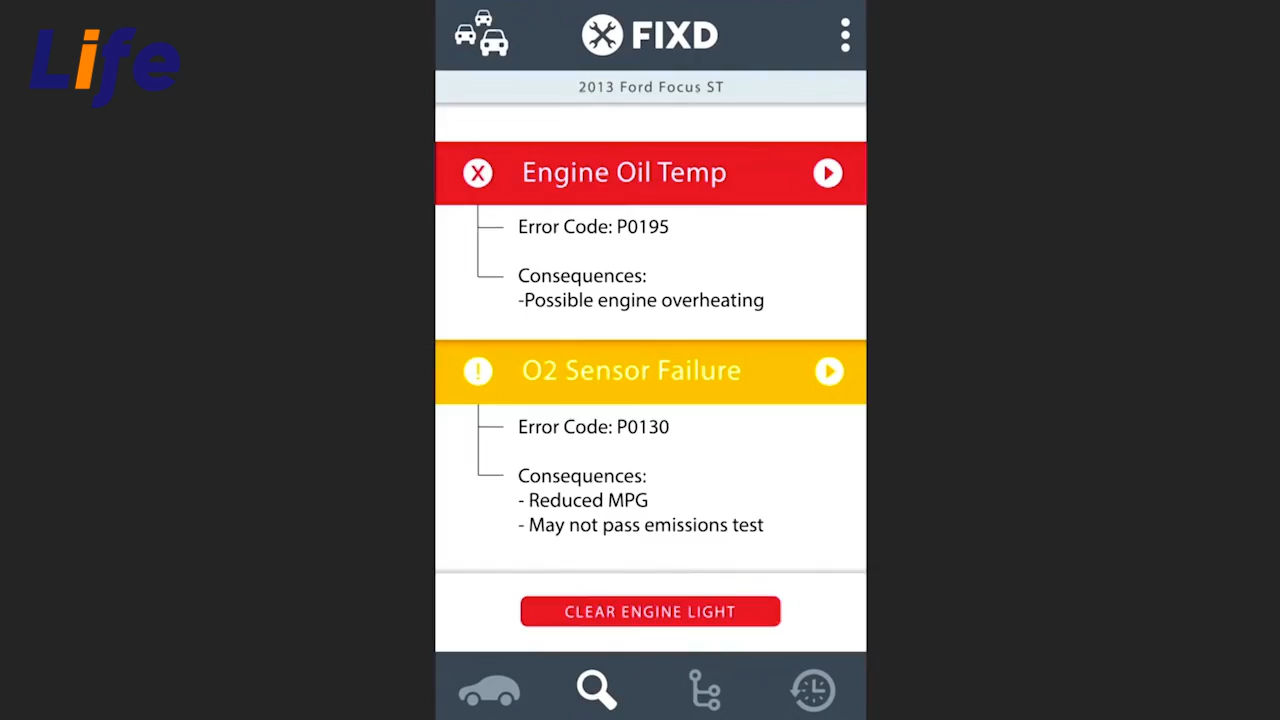 Life
FIXD
2013 Ford Focus ST
X Engine Oil Temp
Error Code: P0195
Consequences:
-Possible engine overheating
! O2 Sensor Failure
Error Code: P0130
Consequences:
- Reduced MPG
- May not pass emissions test
CLEAR ENGINE LIGHT